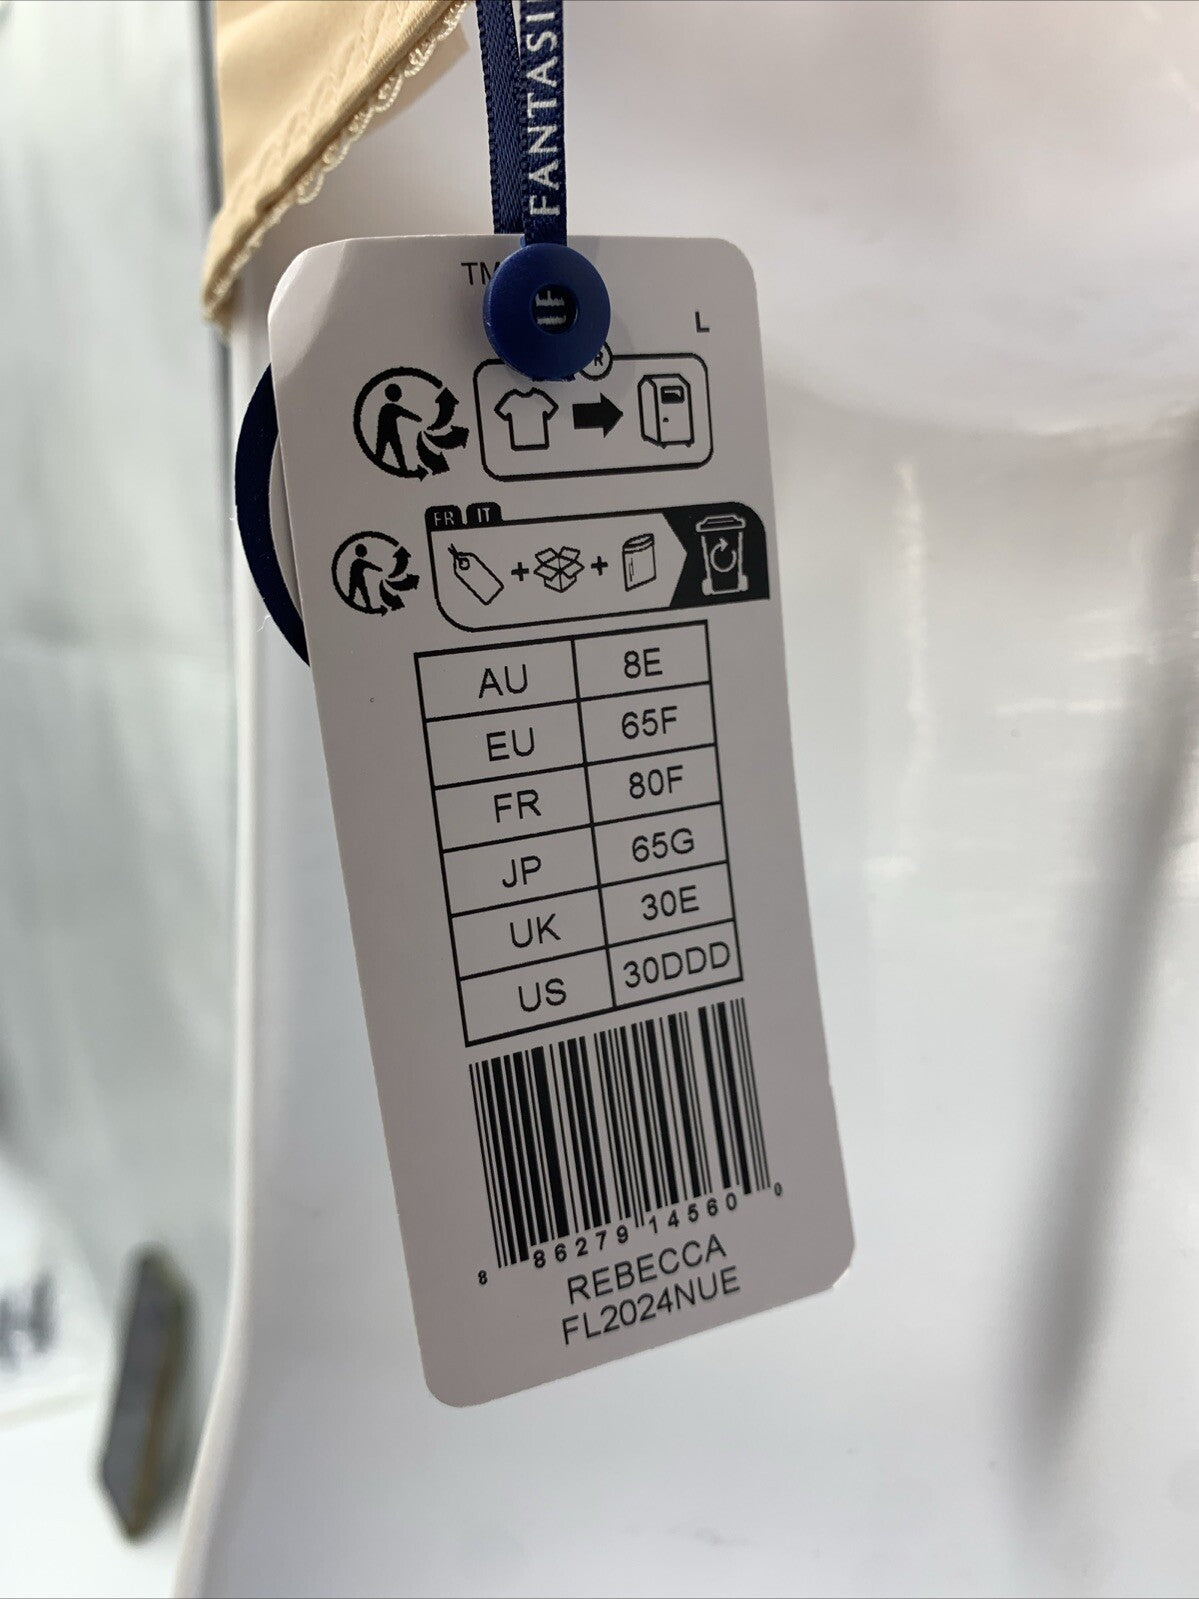 FANTASI
TM
L
R
FR IT
AU 8E
EU 65F
FR 80F
JP 65G
UK 30E
US 30DDD
8 86279 14560 0
REBECCA
FL2024NUE